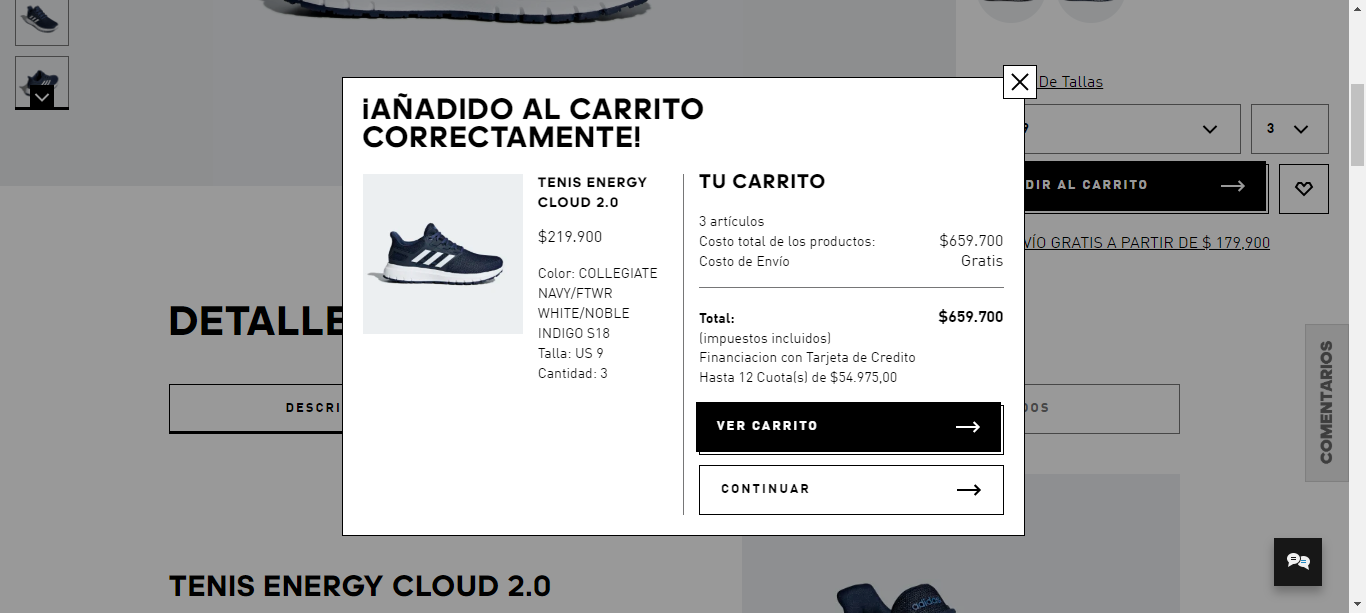 ¡AÑADIDO AL CARRITO
CORRECTAMENTE!
TENIS ENERGY
CLOUD 2.0
$219.900
Color: COLLEGIATE
NAVY/FTWR
WHITE/NOBLE
INDIGO S18
Talla: US 9
Cantidad: 3
TU CARRITO
3 artículos
Costo total de los productos: $659.700
Costo de Envío Gratis
Total: $659.700
(impuestos incluidos)
Financiacion con Tarjeta de Credito
Hasta 12 Cuota(s) de $54.975,00
VER CARRITO
CONTINUAR
De Tallas
9 3
DIR AL CARRITO
VÍO GRATIS A PARTIR DE $ 179,900
DETALLE
DESCRI
DOS
COMENTARIOS
TENIS ENERGY CLOUD 2.0
adidas